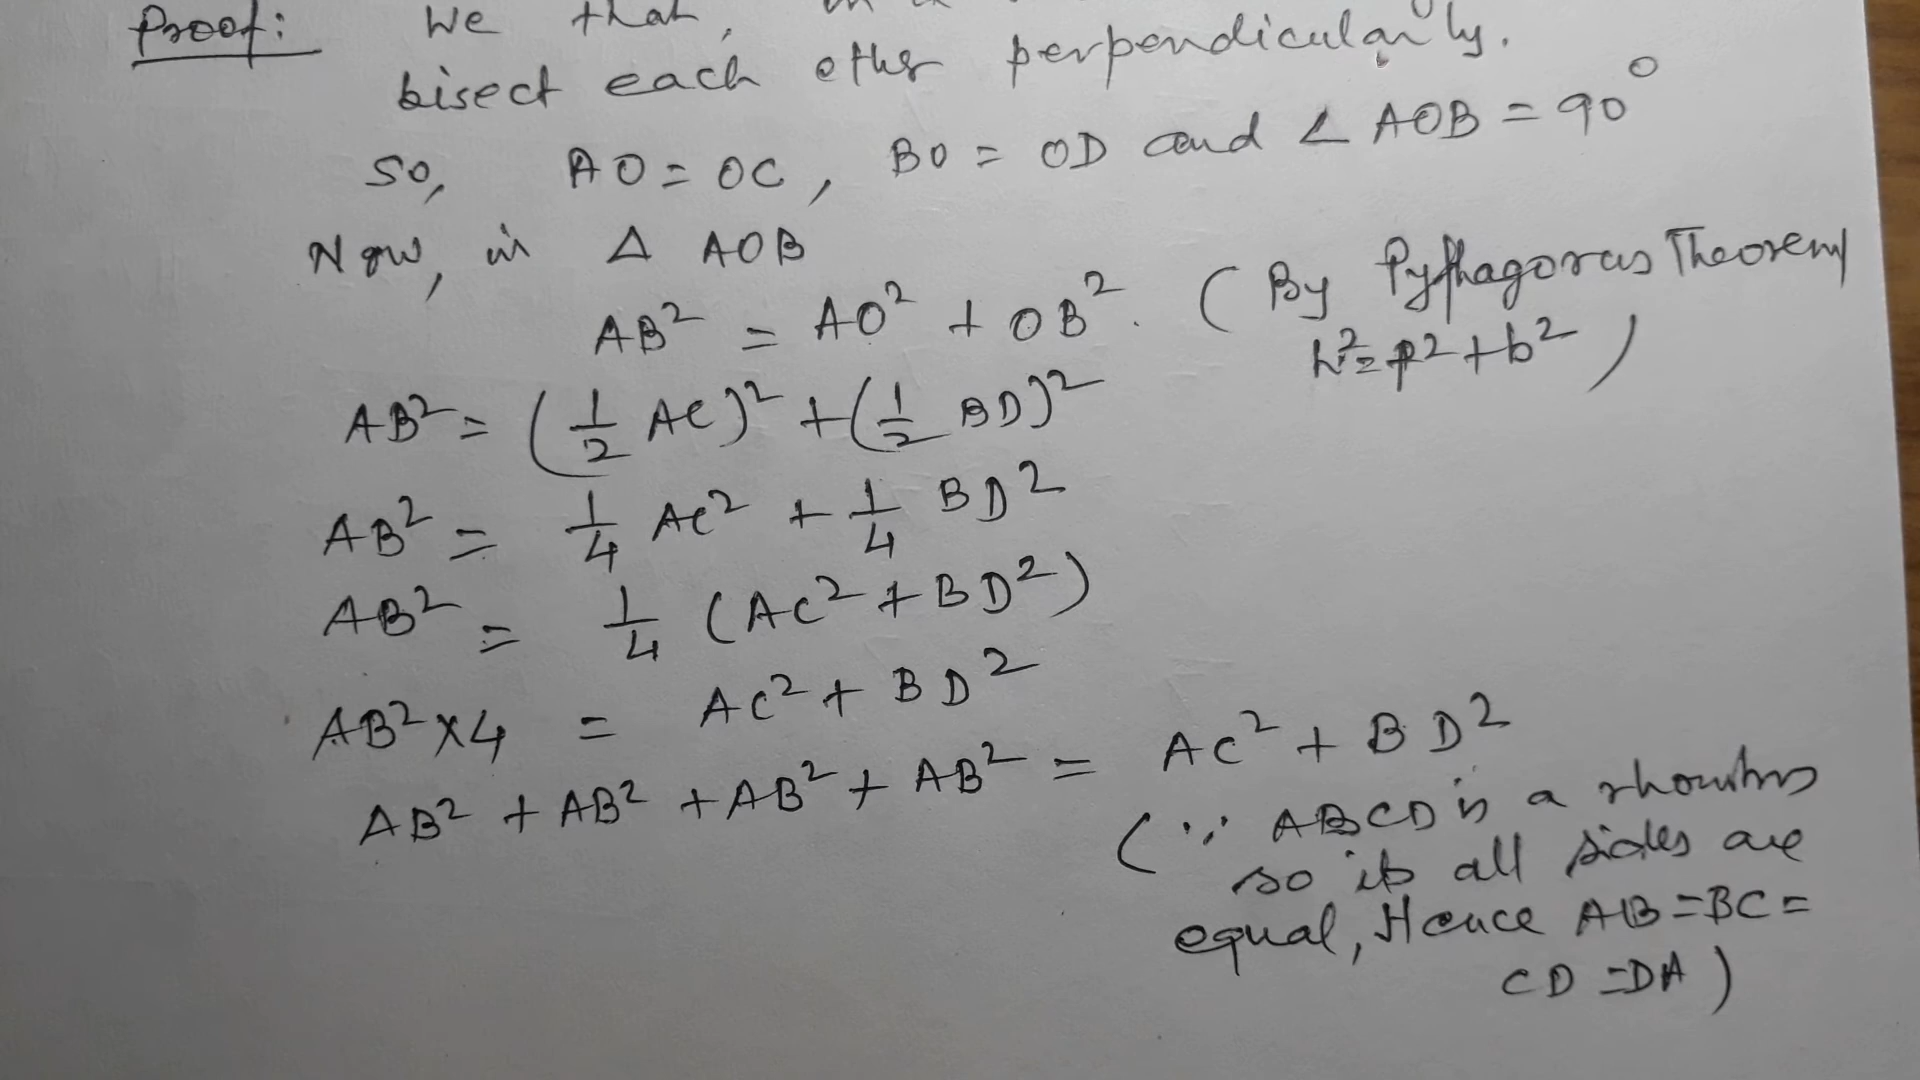 Proof: We that,
bisect each other perpendicularly.
So, AO = OC, BO = OD and ∠ AOB = 90°
Now, in △ AOB
AB² = AO² + OB². (By Pythagoras Theorem
h² = p² + b²)
AB² = (1/2 AC)² + (1/2 BD)²
AB² = 1/4 AC² + 1/4 BD²
AB² = 1/4 (AC² + BD²)
AB² × 4 = AC² + BD²
AB² + AB² + AB² + AB² = AC² + BD²
(∵ ABCD is a rhombus
so its all sides are
equal, Hence AB = BC =
CD = DA)